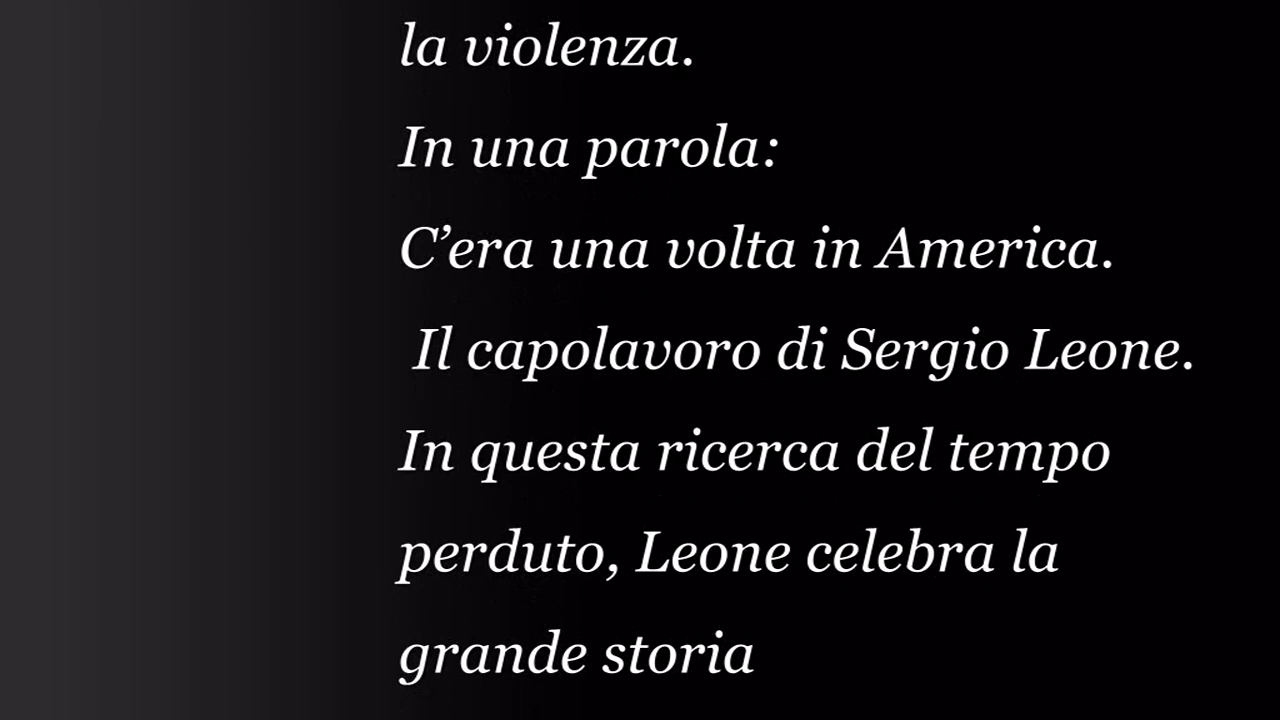 la violenza.
In una parola:
C’era una volta in America.
Il capolavoro di Sergio Leone.
In questa ricerca del tempo
perduto, Leone celebra la
grande storia